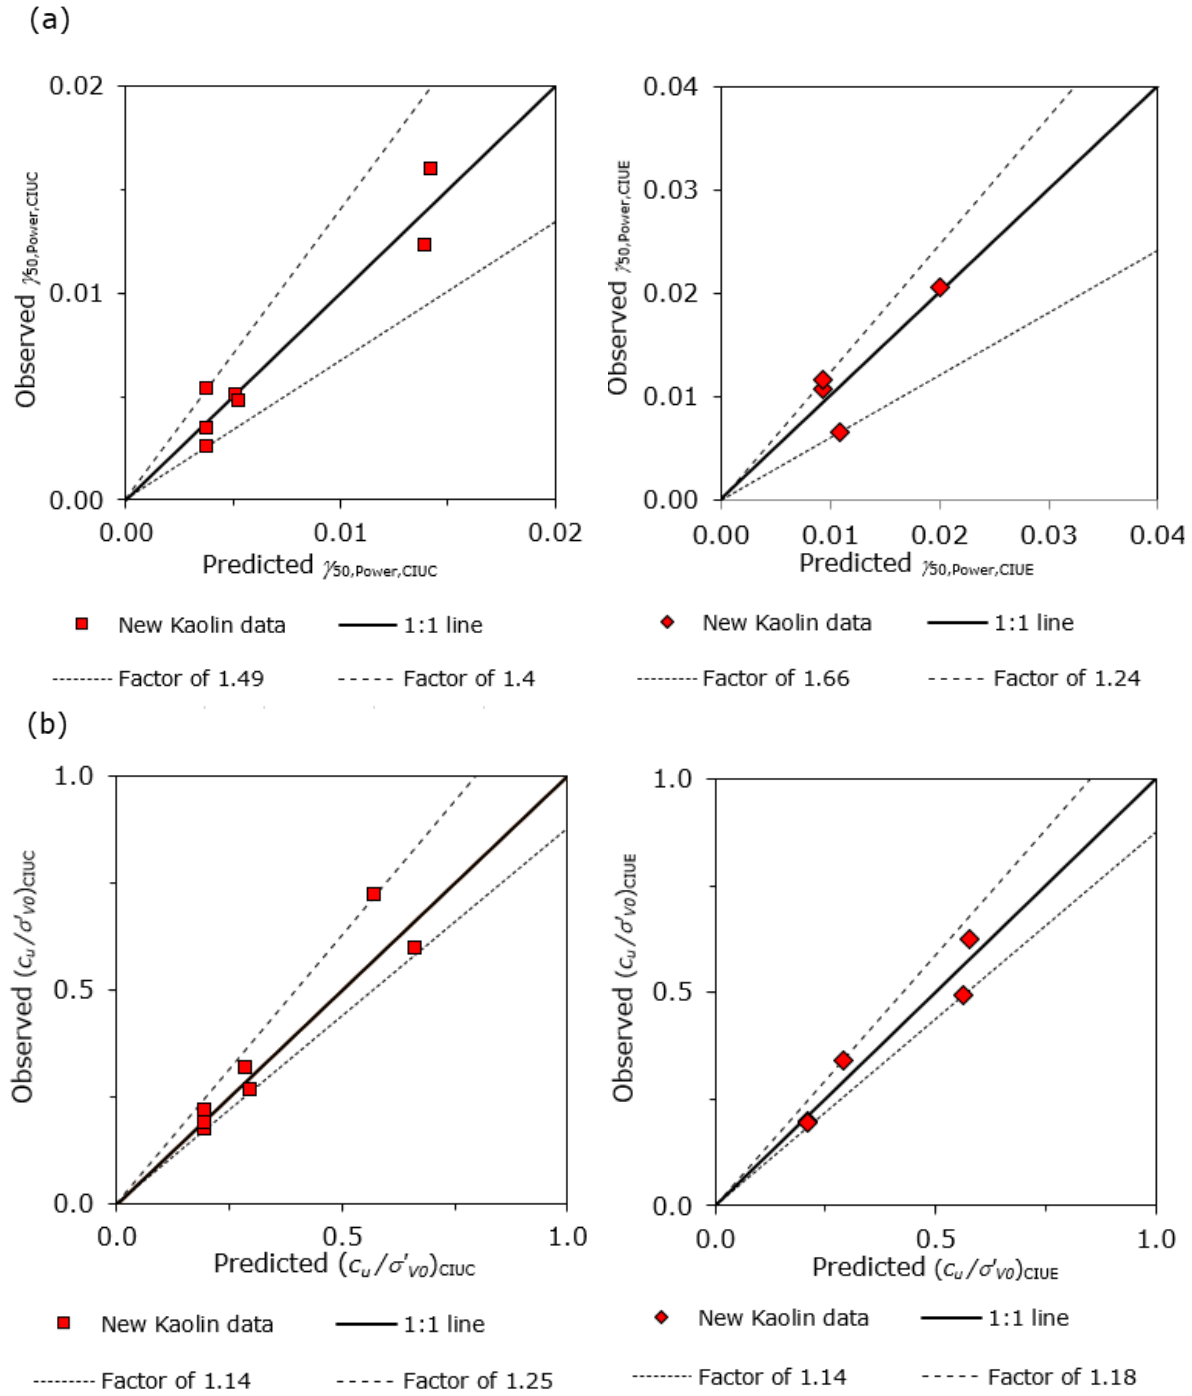 (a)
0.02
0.01
0.00
Observed γ50,Power,CIUC
0.00 0.01 0.02
Predicted γ50,Power,CIUC
New Kaolin data 1:1 line
Factor of 1.49 Factor of 1.4
0.04
0.03
0.02
0.01
0.00
Observed γ50,Power,CIUE
0.00 0.01 0.02 0.03 0.04
Predicted γ50,Power,CIUE
New Kaolin data 1:1 line
Factor of 1.66 Factor of 1.24
(b)
1.0
0.5
0.0
Observed (cu/σ'V0)CIUC
0.0 0.5 1.0
Predicted (cu/σ'V0)CIUC
New Kaolin data 1:1 line
Factor of 1.14 Factor of 1.25
1.0
0.5
0.0
Observed (cu/σ'V0)CIUE
0.0 0.5 1.0
Predicted (cu/σ'V0)CIUE
New Kaolin data 1:1 line
Factor of 1.14 Factor of 1.18